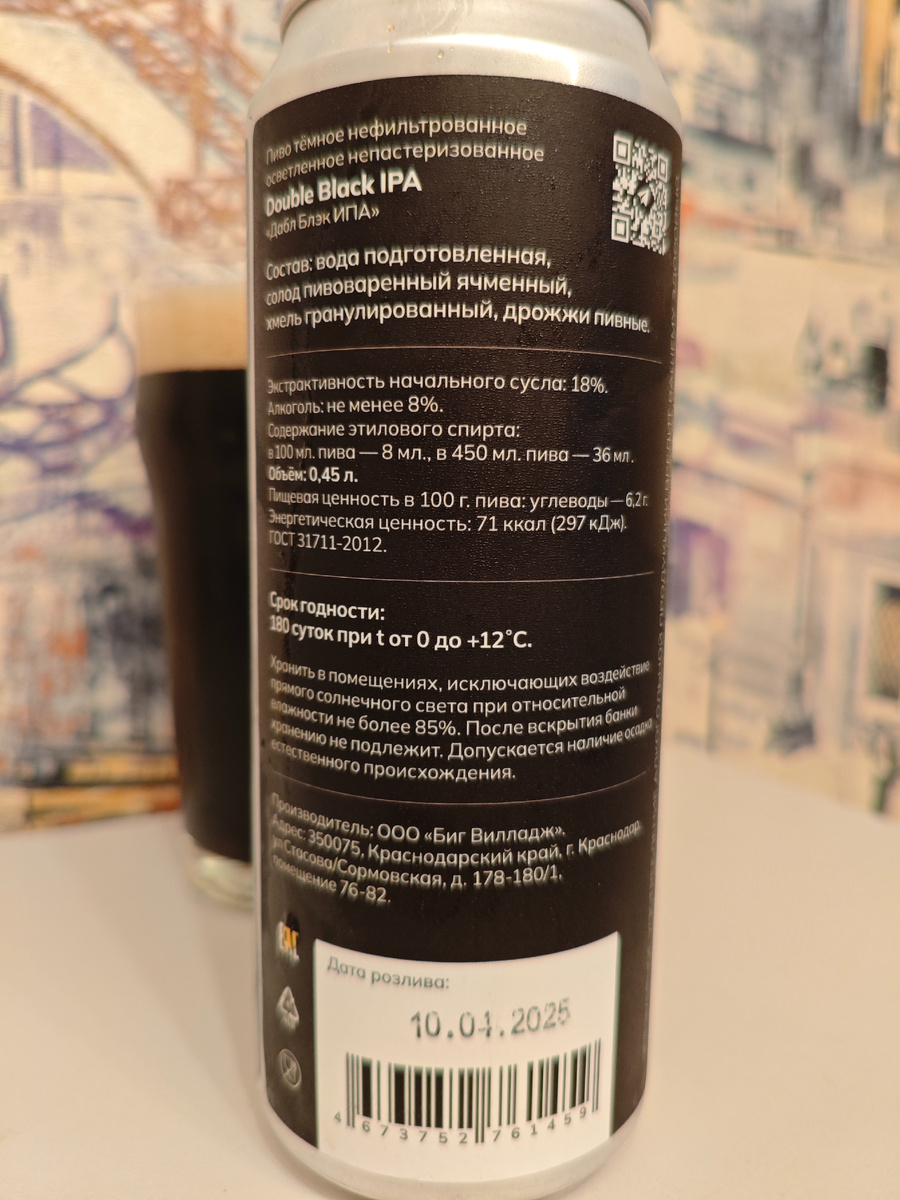 Пиво тёмное нефильтрованное
осветленное непастеризованное
Double Black IPA
«Дабл Блэк ИПА»
Состав: вода подготовленная,
солод пивоваренный ячменный,
хмель гранулированный, дрожжи пивные.
Экстрактивность начального сусла: 18%.
Алкоголь: не менее 8%.
Содержание этилового спирта:
в 100 мл. пива — 8 мл., в 450 мл. пива — 36 мл.
Объём: 0,45 л.
Пищевая ценность в 100 г. пива: углеводы — 6,2 г.
Энергетическая ценность: 71 ккал (297 кДж).
ГОСТ 31711-2012.
Срок годности:
180 суток при t от 0 до +12°С.
Хранить в помещениях, исключающих воздействие
прямого солнечного света при относительной
влажности не более 85%. После вскрытия банки
хранению не подлежит. Допускается наличие осадка
естественного происхождения.
Производитель: ООО «Биг Вилладж».
Адрес: 350075, Краснодарский край, г. Краснодар,
ул Стасова/Сормовская, д. 178-180/1,
помещение 76-82.
EAC
Дата розлива:
10.04.2025
4 673752 761459